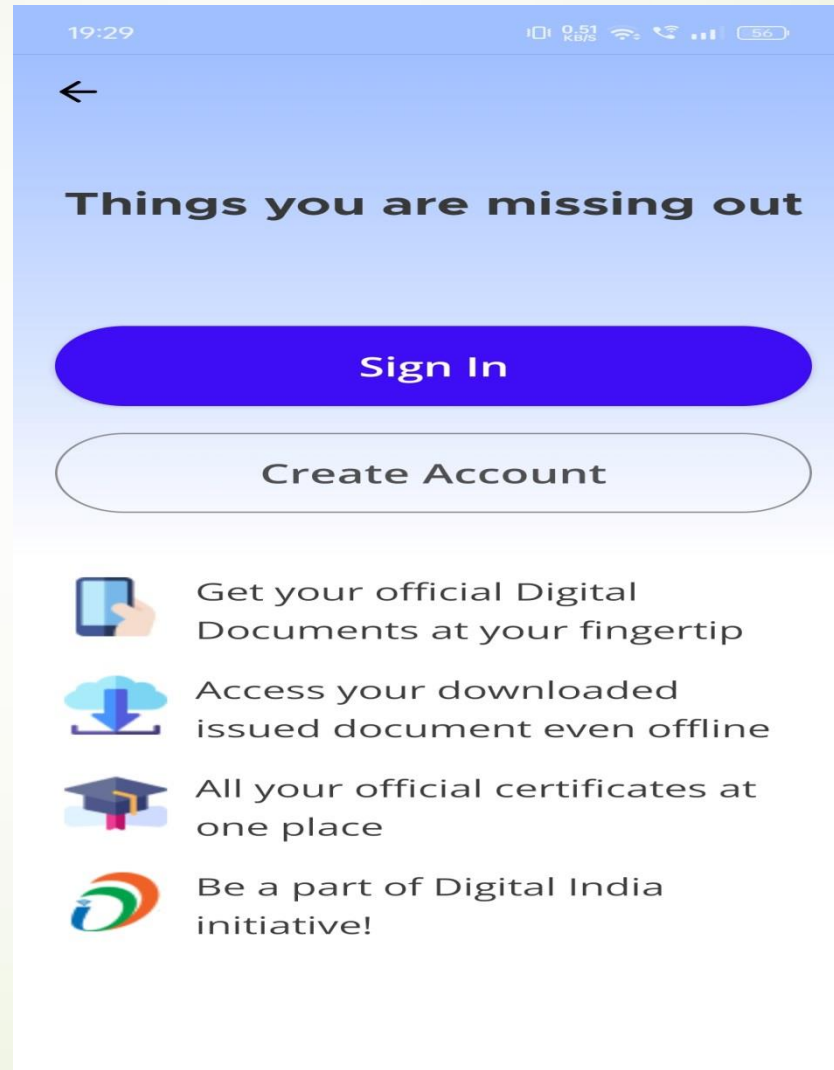 19:29
0.51
KB/S
56
Things you are missing out
Sign In
Create Account
Get your official Digital
Documents at your fingertip
Access your downloaded
issued document even offline
All your official certificates at
one place
Be a part of Digital India
initiative!